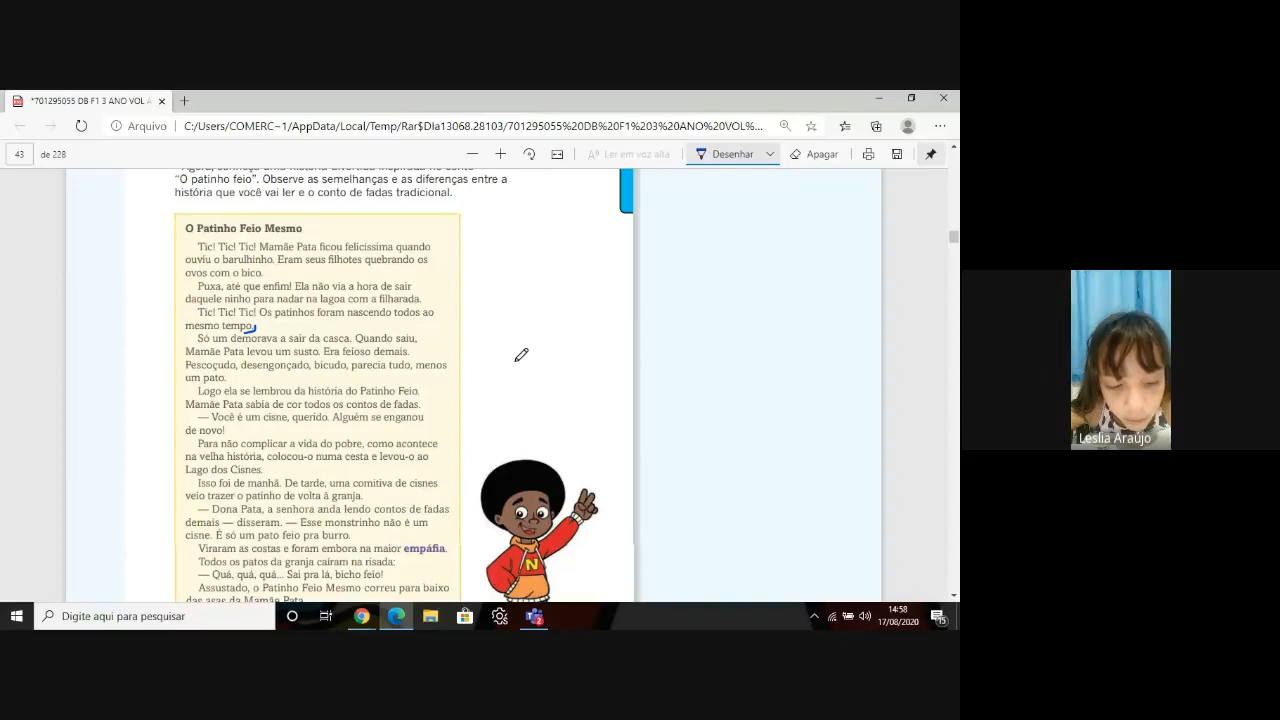 *701295055 DB F1 3 ANO VOL A
Arquivo
C:/Users/COMERC~1/AppData/Local/Temp/Rar$DIa13068.28103/701295055%20DB%20F1%203%20ANO%20VOL%...
43 de 228
Ler em voz alta
Desenhar
Apagar
“O patinho feio”. Observe as semelhanças e as diferenças entre a
história que você vai ler e o conto de fadas tradicional.
O Patinho Feio Mesmo
Tic! Tic! Tic! Mamãe Pata ficou felicíssima quando
ouviu o barulhinho. Eram seus filhotes quebrando os
ovos com o bico.
Puxa, até que enfim! Ela não via a hora de sair
daquele ninho para nadar na lagoa com a filharada.
Tic! Tic! Tic! Os patinhos foram nascendo todos ao
mesmo tempo.
Só um demorava a sair da casca. Quando saiu,
Mamãe Pata levou um susto. Era feioso demais.
Pescoçudo, desengonçado, bicudo, parecia tudo, menos
um pato.
Logo ela se lembrou da história do Patinho Feio.
Mamãe Pata sabia de cor todos os contos de fadas.
— Você é um cisne, querido. Alguém se enganou
de novo!
Para não complicar a vida do pobre, como acontece
na velha história, colocou-o numa cesta e levou-o ao
Lago dos Cisnes.
Isso foi de manhã. De tarde, uma comitiva de cisnes
veio trazer o patinho de volta à granja.
— Dona Pata, a senhora anda lendo contos de fadas
demais — disseram. — Esse monstrinho não é um
cisne. É só um pato feio pra burro.
Viraram as costas e foram embora na maior empáfia.
Todos os patos da granja caíram na risada:
— Quá, quá, quá... Sai pra lá, bicho feio!
Assustado, o Patinho Feio Mesmo correu para baixo
das asas da Mamãe Pata.
N
Leslia Araújo
Digite aqui para pesquisar
2
14:58
17/08/2020
15